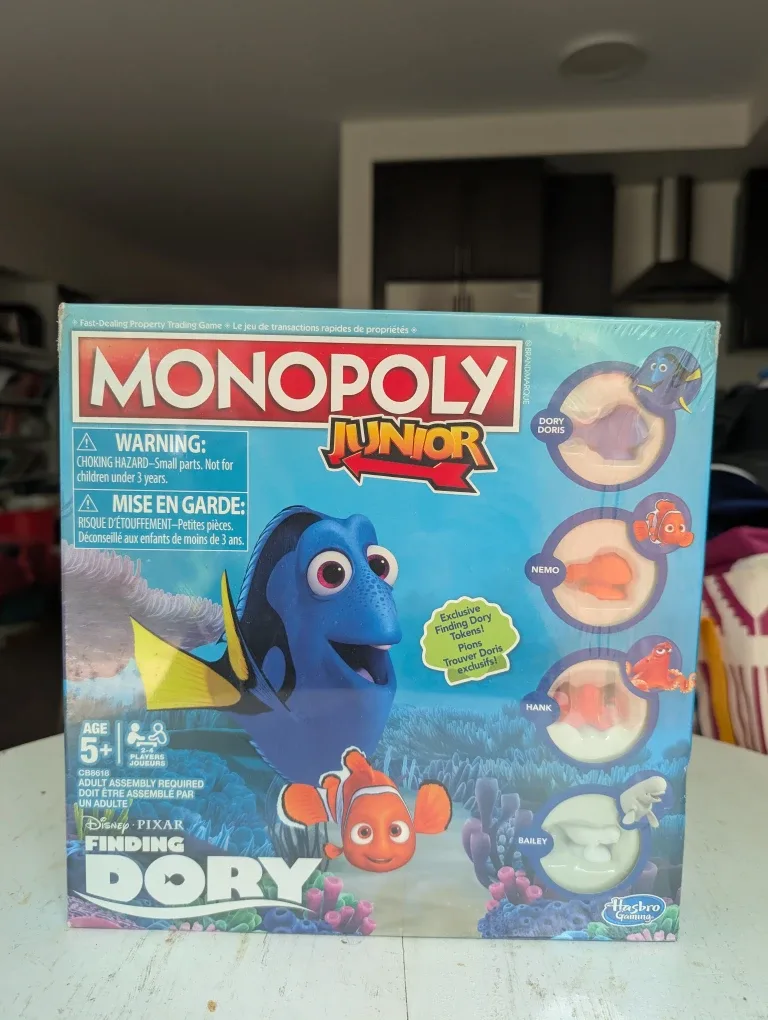 + Fast-Dealing Property Trading Game + Le jeu de transactions rapides de propriétés +
MONOPOLY
BRAND/MARQUE
JUNIOR
WARNING:
CHOKING HAZARD–Small parts. Not for
children under 3 years.
MISE EN GARDE:
RISQUE D'ÉTOUFFEMENT–Petites pièces.
Déconseillé aux enfants de moins de 3 ans.
DORY
DORIS
NEMO
Exclusive
Finding Dory
Tokens!
Pions
Trouver Doris
exclusifs!
HANK
AGE
5+
2-4
PLAYERS
JOUEURS
CB8618
ADULT ASSEMBLY REQUIRED
DOIT ÊTRE ASSEMBLÉ PAR
UN ADULTE
BAILEY
Disney · PIXAR
FINDING
DORY
Hasbro
Gaming